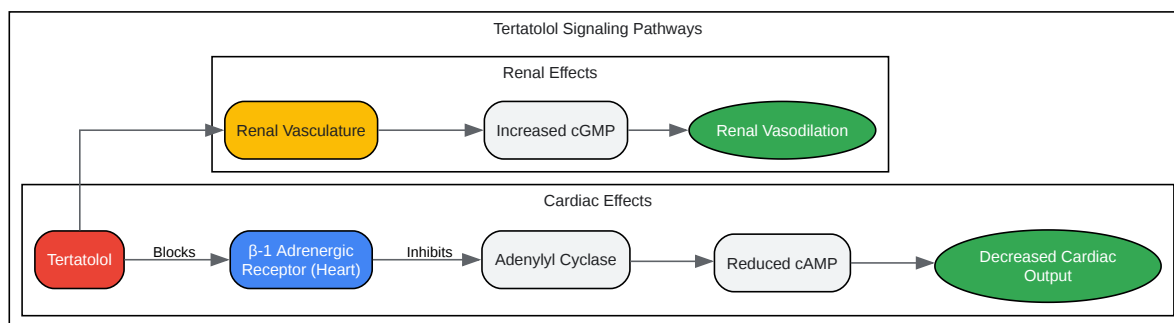 Tertatolol Signaling Pathways
Renal Effects
Renal Vasculature
Increased cGMP
Renal Vasodilation
Cardiac Effects
Tertatolol
Blocks
β-1 Adrenergic
Receptor (Heart)
Inhibits
Adenylyl Cyclase
Reduced cAMP
Decreased Cardiac
Output